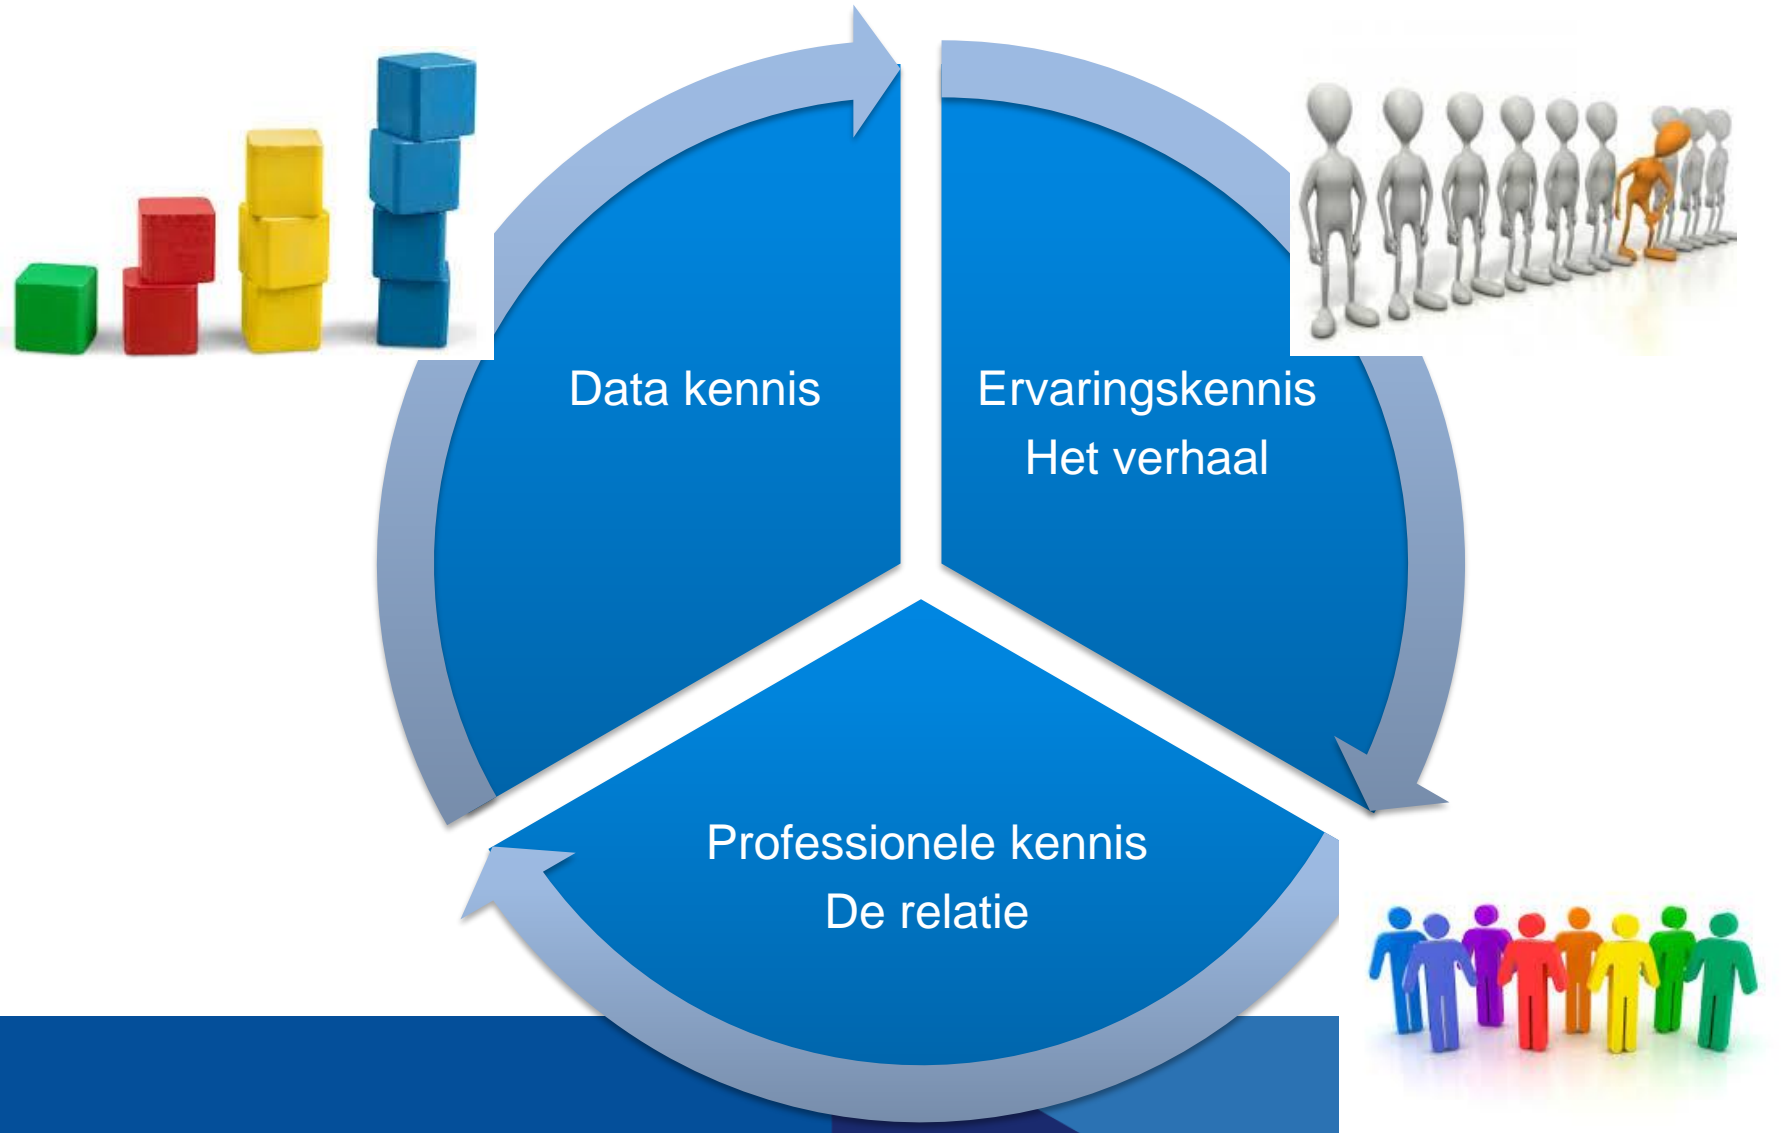 Data kennis
Ervaringskennis
Het verhaal
Professionele kennis
De relatie